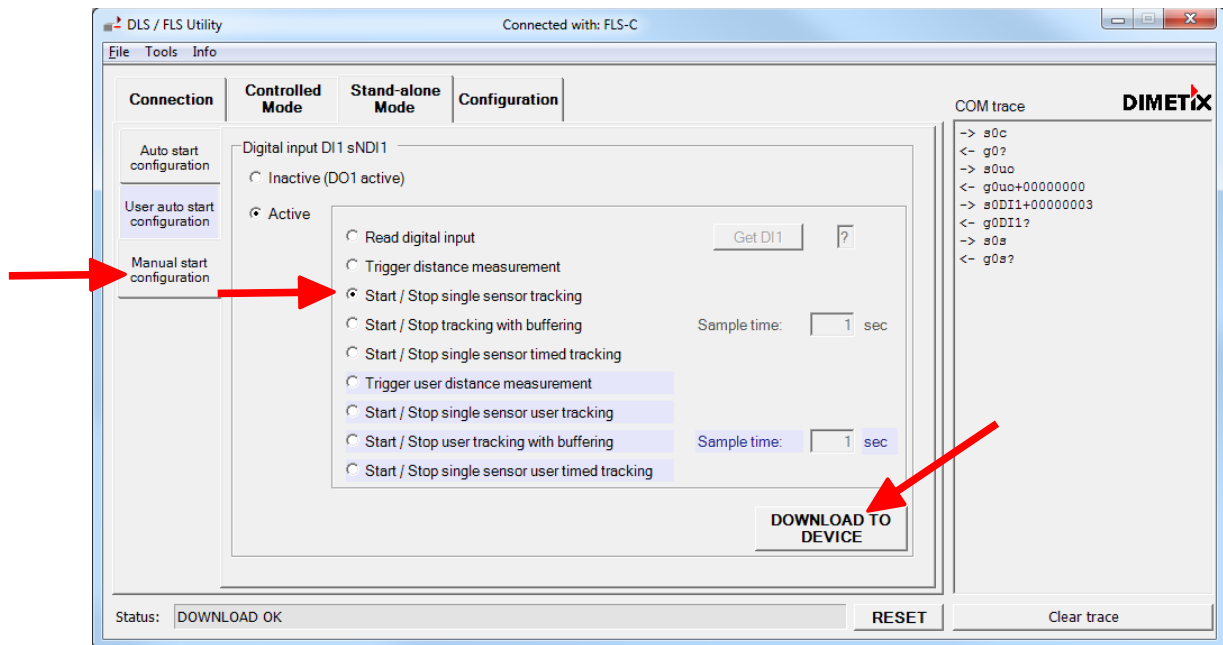 DLS / FLS Utility
Connected with: FLS-C
File Tools Info
Connection
Controlled
Mode
Stand-alone
Mode
Configuration
Auto start
configuration
User auto start
configuration
Manual start
configuration
Digital input DI1 sNDI1
Inactive (DO1 active)
Active
Read digital input
Get DI1
?
Trigger distance measurement
Start / Stop single sensor tracking
Start / Stop tracking with buffering
Sample time: 1 sec
Start / Stop single sensor timed tracking
Trigger user distance measurement
Start / Stop single sensor user tracking
Start / Stop user tracking with buffering
Sample time: 1 sec
Start / Stop single sensor user timed tracking
DOWNLOAD TO
DEVICE
COM trace
DIMETIX
-> s0c
<- g0?
-> s0uo
<- g0uo+00000000
-> s0DI1+00000003
<- g0DI1?
-> s0s
<- g0s?
Status: DOWNLOAD OK
RESET
Clear trace